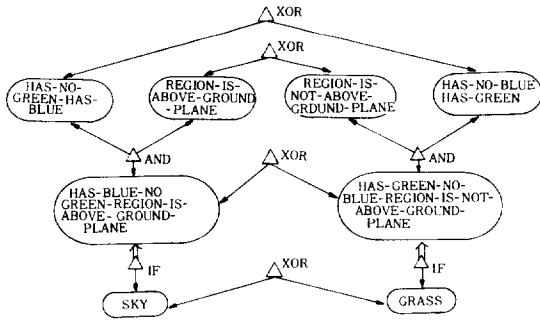 XOR
XOR
HAS-NO-
GREEN-HAS-
BLUE
REGION-IS-
ABOVE-GROUND
-PLANE
REGION-IS-
NOT-ABOVE-
GRDUND-PLANE
HAS-NO-BLUE
HAS-GREEN
AND
XOR
AND
HAS-BLUE-NO
GREEN-REGION-IS-
ABOVE- GROUND-
PLANE
HAS-GREEN-NO-
BLUE-REGION-IS-NOT-
ABOVE-GROUND-
PLANE
IF
XOR
IF
SKY
GRASS